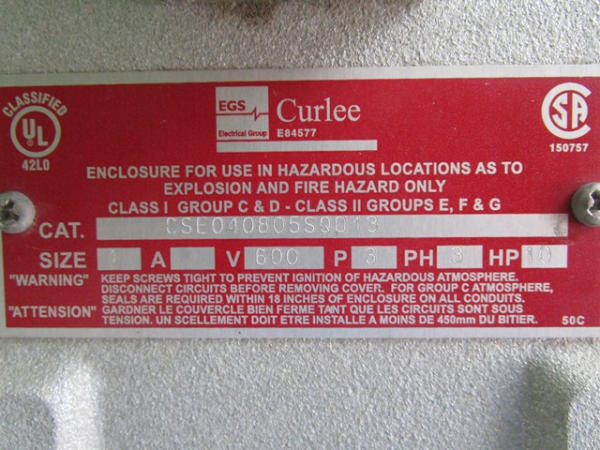 CLASSIFIED
UL
42L0
EGS
Electrical Group
Curlee
E84577
SA
150757
ENCLOSURE FOR USE IN HAZARDOUS LOCATIONS AS TO
EXPLOSION AND FIRE HAZARD ONLY
CLASS I GROUP C & D - CLASS II GROUPS E, F & G
CAT. CSE040805SQD13
SIZE 1 A V 600 P 3 PH 3 HP 10
"WARNING" KEEP SCREWS TIGHT TO PREVENT IGNITION OF HAZARDOUS ATMOSPHERE.
DISCONNECT CIRCUITS BEFORE REMOVING COVER. FOR GROUP C ATMOSPHERE,
SEALS ARE REQUIRED WITHIN 18 INCHES OF ENCLOSURE ON ALL CONDUITS.
"ATTENTION" GARDNER LE COUVERCLE BIEN FERME TANT QUE LES CIRCUITS SONT SOUS
TENSION. UN SCELLEMENT DOIT ETRE INSTALLE A MOINS DE 450mm DU BITIER. 50C